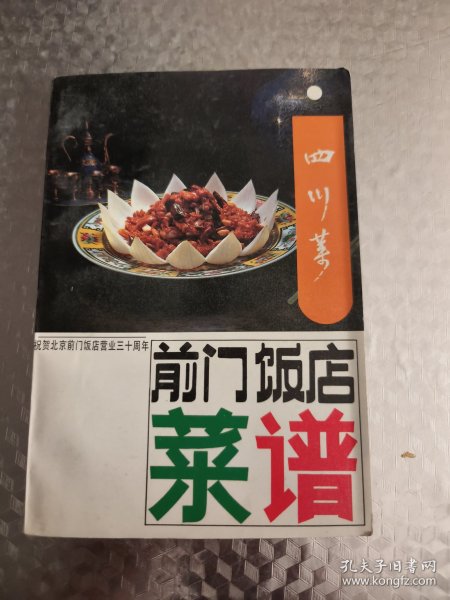 四川菜
祝贺北京前门饭店营业三十周年
前门饭店
菜谱
孔夫子旧书网
www.kongfz.com